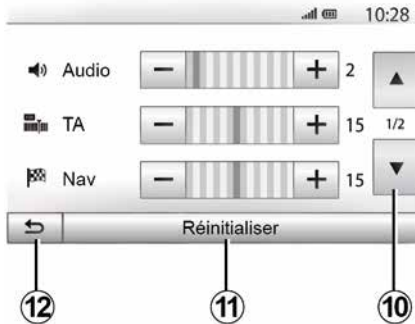 10:28
Audio − + 2
TA − + 15 1/2
Nav − + 15
Réinitialiser
12 11 10